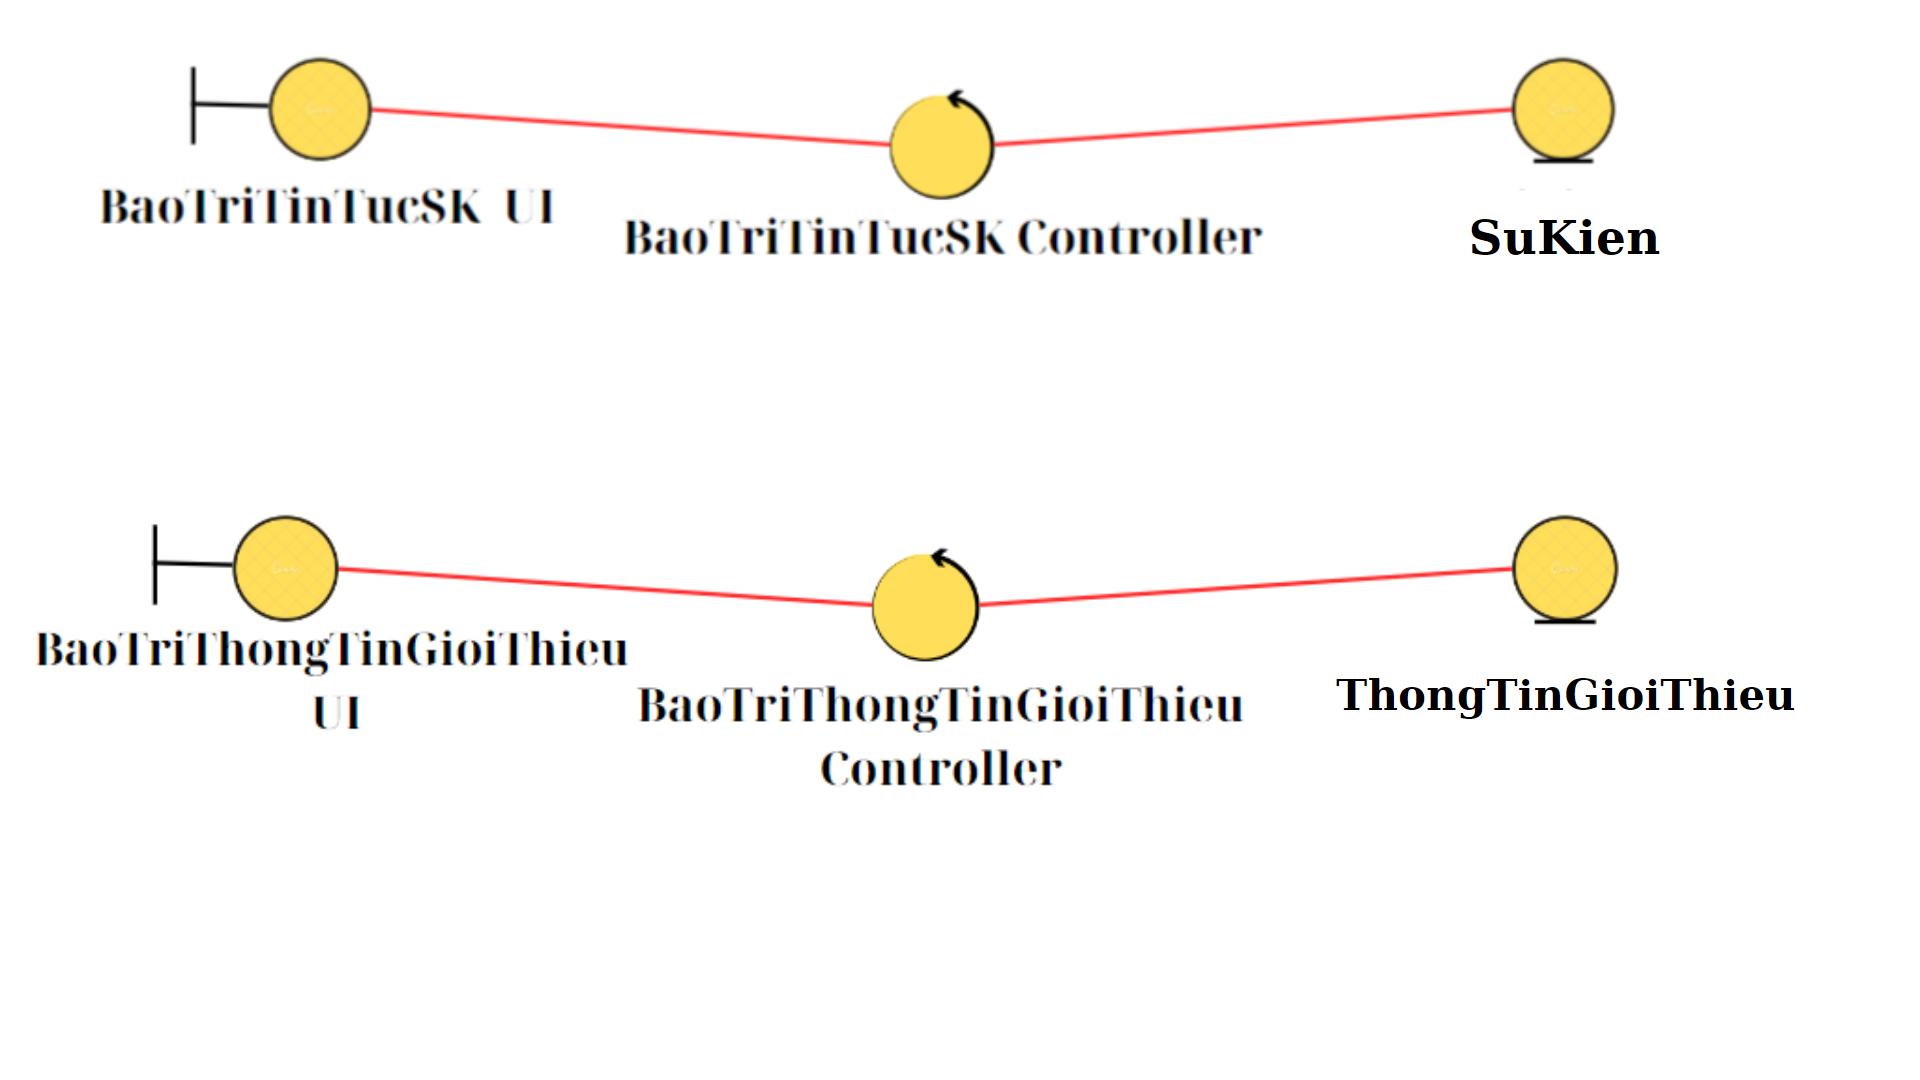 BaoTriTinTucSK UI
BaoTriTinTucSK Controller
SuKien
BaoTriThongTinGioiThieu
UI
BaoTriThongTinGioiThieu
Controller
ThongTinGioiThieu